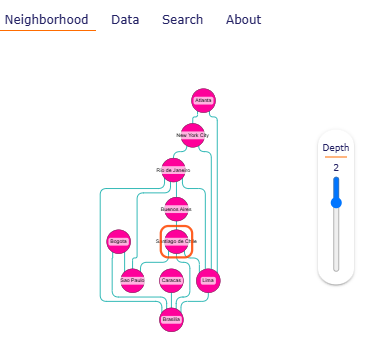 Neighborhood Data Search About
Atlanta
New York City
Depth
2
Rio de Janeiro
Buenos Aires
Bogota
Santiago de Chile
Sao Paulo
Caracas
Lima
Brasilia